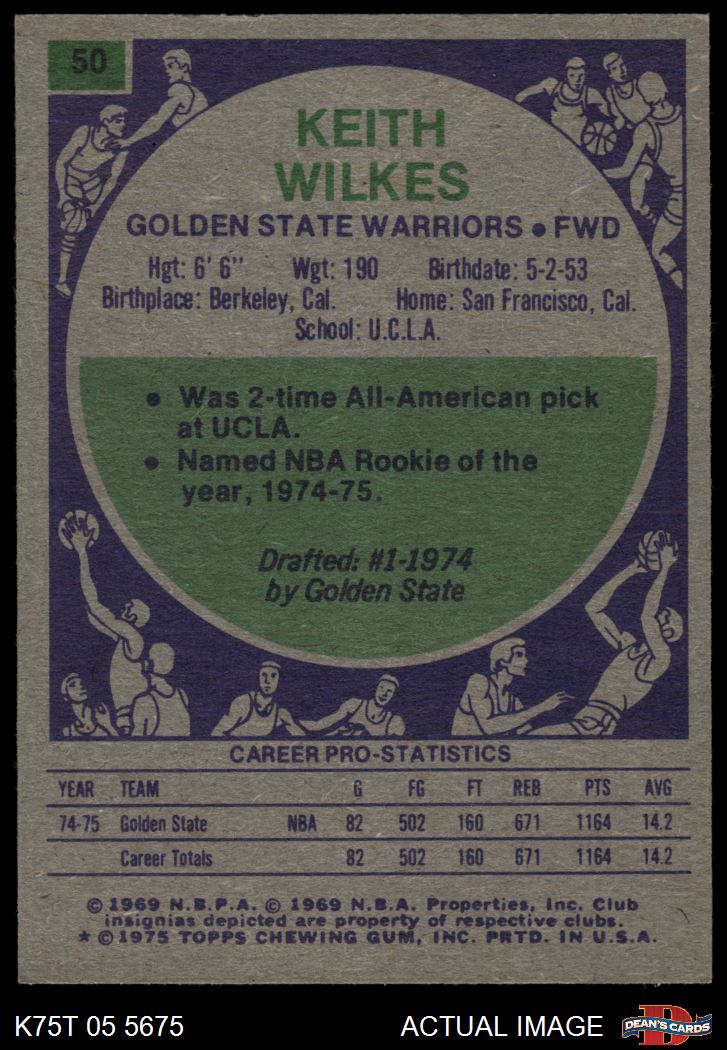 50
KEITH
WILKES
GOLDEN STATE WARRIORS • FWD
Hgt: 6' 6" Wgt: 190 Birthdate: 5-2-53
Birthplace: Berkeley, Cal. Home: San Francisco, Cal.
School: U.C.L.A.
• Was 2-time All-American pick
at UCLA.
• Named NBA Rookie of the
year, 1974-75.
Drafted: #1-1974
by Golden State
CAREER PRO-STATISTICS
YEAR TEAM G FG FT REB PTS AVG
74-75 Golden State NBA 82 502 160 671 1164 14.2
Career Totals 82 502 160 671 1164 14.2
© 1969 N.B.P.A. © 1969 N.B.A. Properties, Inc. Club
insignias depicted are property of respective clubs.
* © 1975 TOPPS CHEWING GUM, INC. PRTD. IN U.S.A.
K75T 05 5675 ACTUAL IMAGE D DEAN'S CARDS